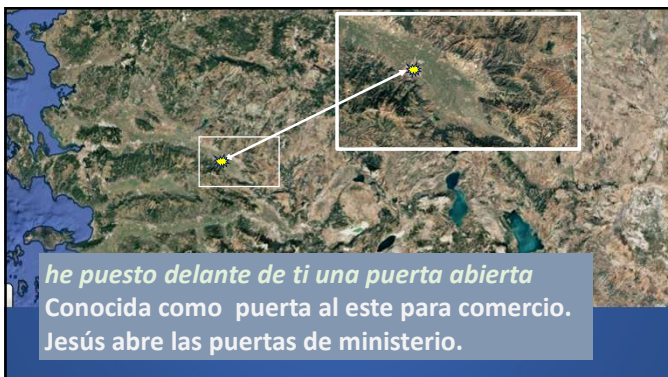 he puesto delante de ti una puerta abierta
Conocida como puerta al este para comercio.
Jesús abre las puertas de ministerio.